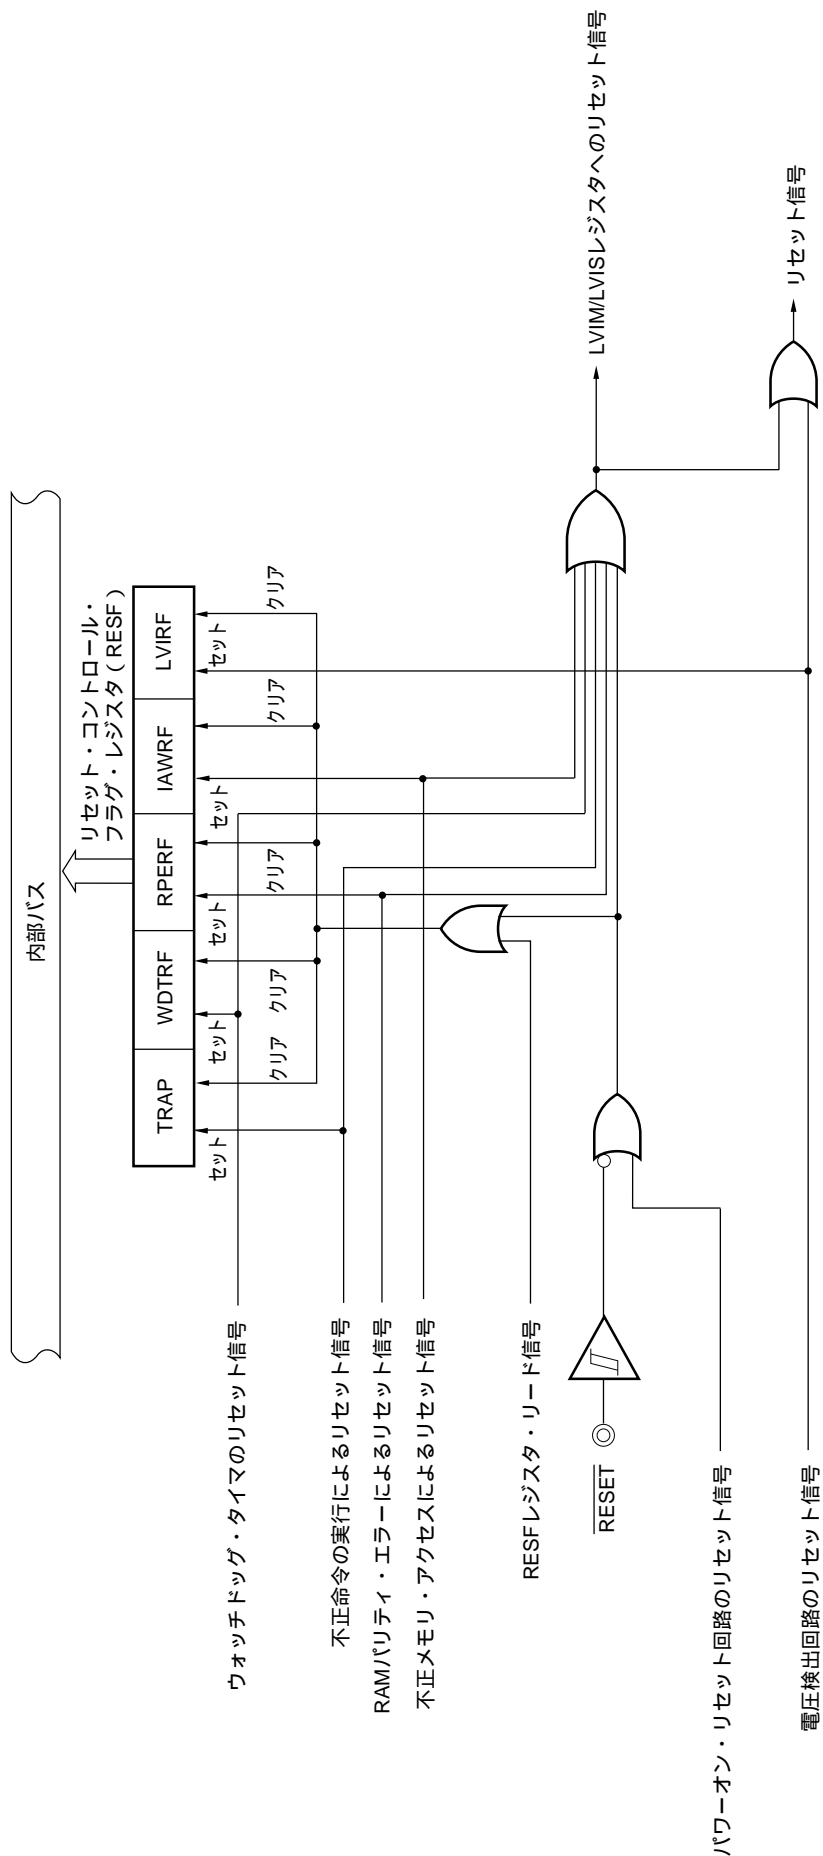 内部バス
リセット・コントロール・
フラグ・レジスタ（RESF）
TRAP
WDTRF
RPERF
IAWRF
LVIRF
セット
クリア
セット
クリア
セット
クリア
セット
クリア
セット
クリア
ウォッチドッグ・タイマのリセット信号
不正命令の実行によるリセット信号
RAMパリティ・エラーによるリセット信号
不正メモリ・アクセスによるリセット信号
RESFレジスタ・リード信号
RESET
パワーオン・リセット回路のリセット信号
電圧検出回路のリセット信号
LVIM/LVISレジスタへのリセット信号
リセット信号